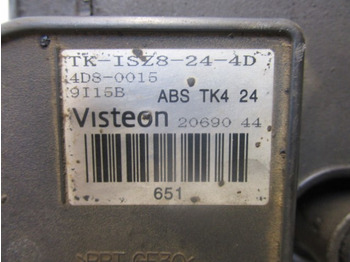 TK-ISZ8-24-4D
4D8-0015
9I15B ABS TK4 24
Visteon 20690 44
651